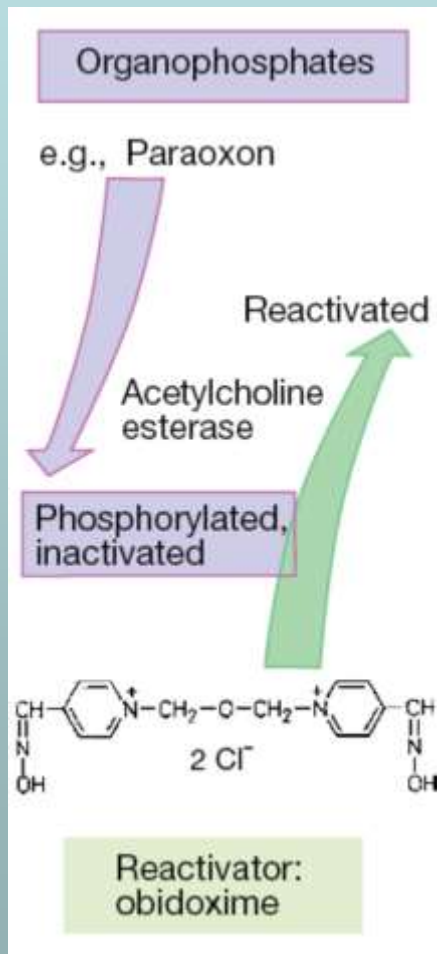 Organophosphates
e.g., Paraoxon
Reactivated
Acetylcholine
esterase
Phosphorylated,
inactivated
CH N⁺–CH₂–O–CH₂–N⁺ CH
N 2 Cl⁻ N
OH OH
Reactivator:
obidoxime